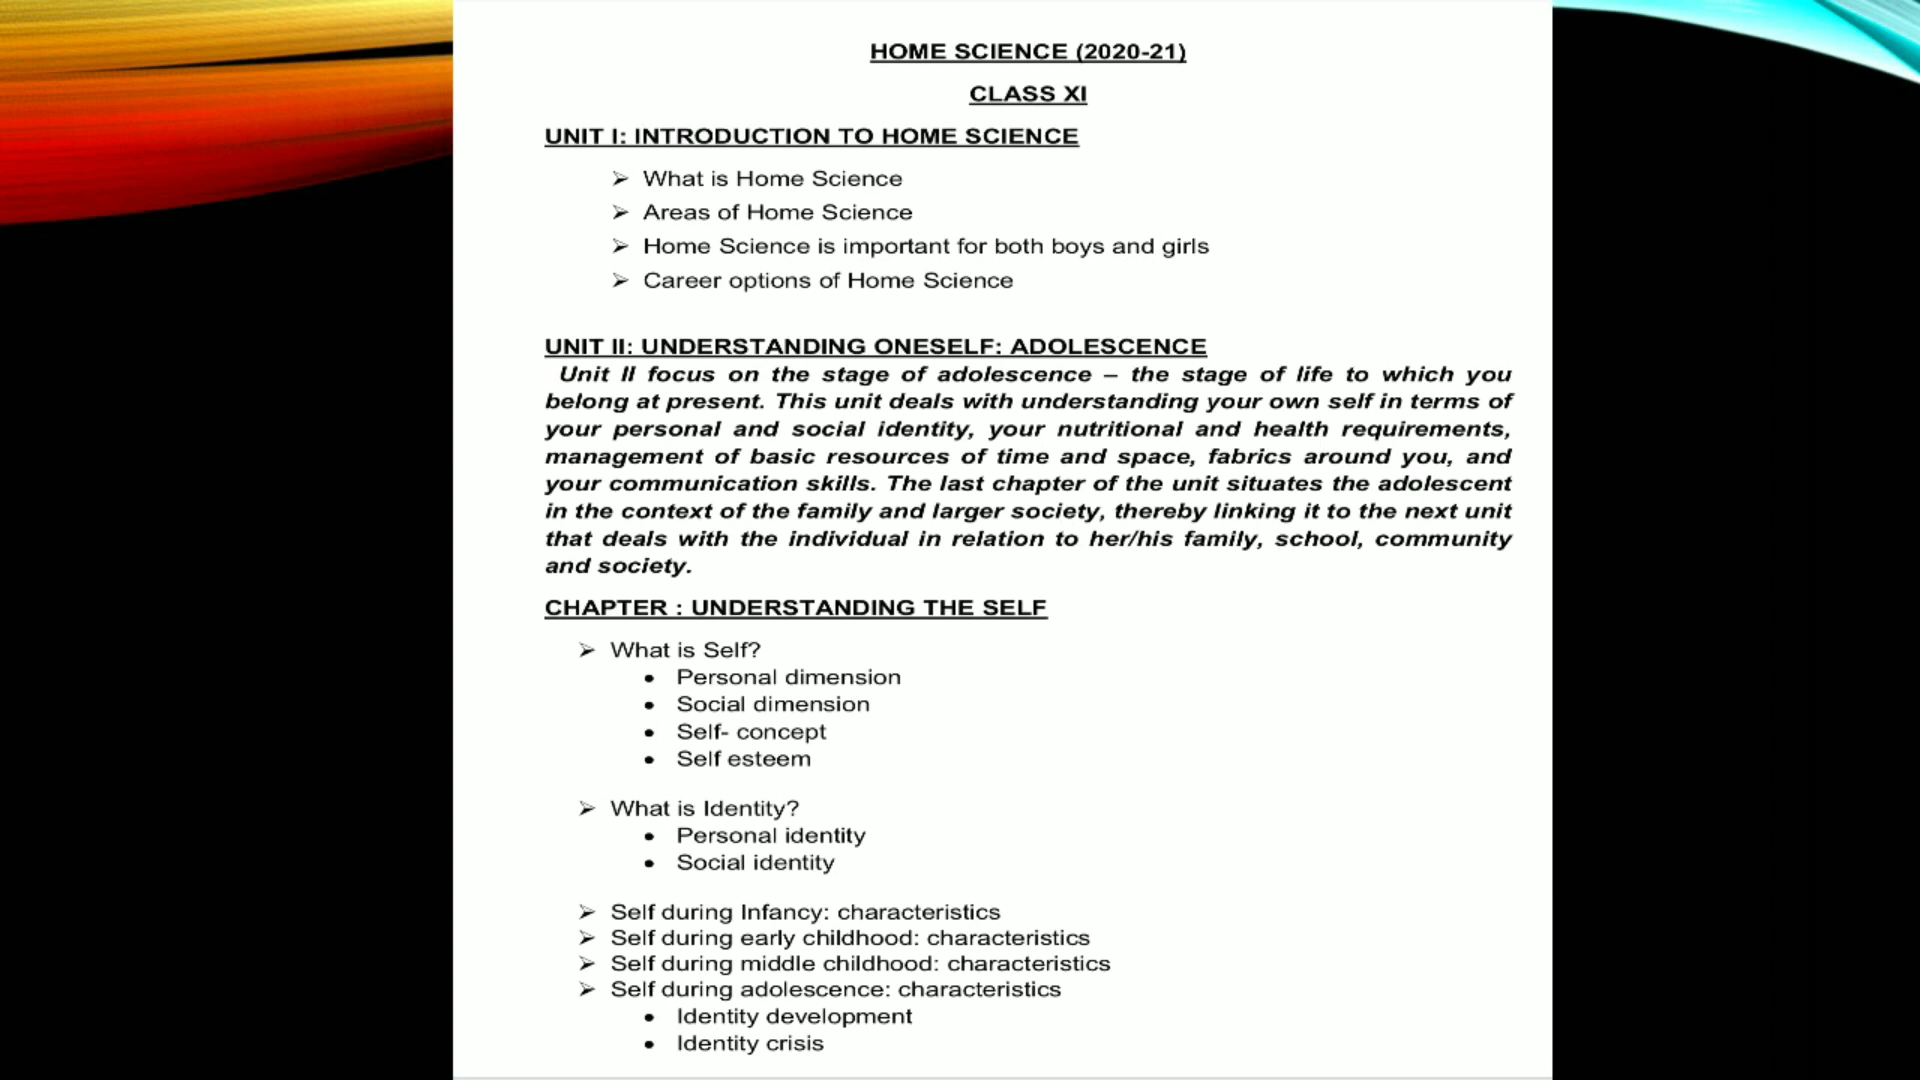 HOME SCIENCE (2020-21)
CLASS XI
UNIT I: INTRODUCTION TO HOME SCIENCE
➢ What is Home Science
➢ Areas of Home Science
➢ Home Science is important for both boys and girls
➢ Career options of Home Science
UNIT II: UNDERSTANDING ONESELF: ADOLESCENCE
Unit II focus on the stage of adolescence – the stage of life to which you
belong at present. This unit deals with understanding your own self in terms of
your personal and social identity, your nutritional and health requirements,
management of basic resources of time and space, fabrics around you, and
your communication skills. The last chapter of the unit situates the adolescent
in the context of the family and larger society, thereby linking it to the next unit
that deals with the individual in relation to her/his family, school, community
and society.
CHAPTER : UNDERSTANDING THE SELF
➢ What is Self?
• Personal dimension
• Social dimension
• Self- concept
• Self esteem
➢ What is Identity?
• Personal identity
• Social identity
➢ Self during Infancy: characteristics
➢ Self during early childhood: characteristics
➢ Self during middle childhood: characteristics
➢ Self during adolescence: characteristics
• Identity development
• Identity crisis